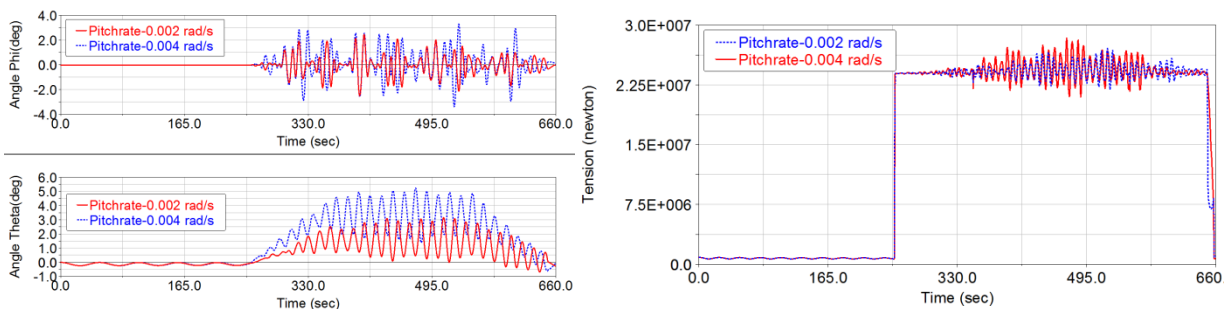 4.0
2.0
0.0
-2.0
-4.0
Angle Phi(deg)
Pitchrate-0.002 rad/s
Pitchrate-0.004 rad/s
0.0 165.0 330.0 495.0 660.0
Time (sec)
6.0
5.0
4.0
3.0
2.0
1.0
0.0
-1.0
Angle Theta(deg)
Pitchrate-0.002 rad/s
Pitchrate-0.004 rad/s
0.0 165.0 330.0 495.0 660.0
Time (sec)
3.0E+007
2.25E+007
1.5E+007
7.5E+006
0.0
Tension (newton)
Pitchrate-0.002 rad/s
Pitchrate-0.004 rad/s
0.0 165.0 330.0 495.0 660.0
Time (sec)